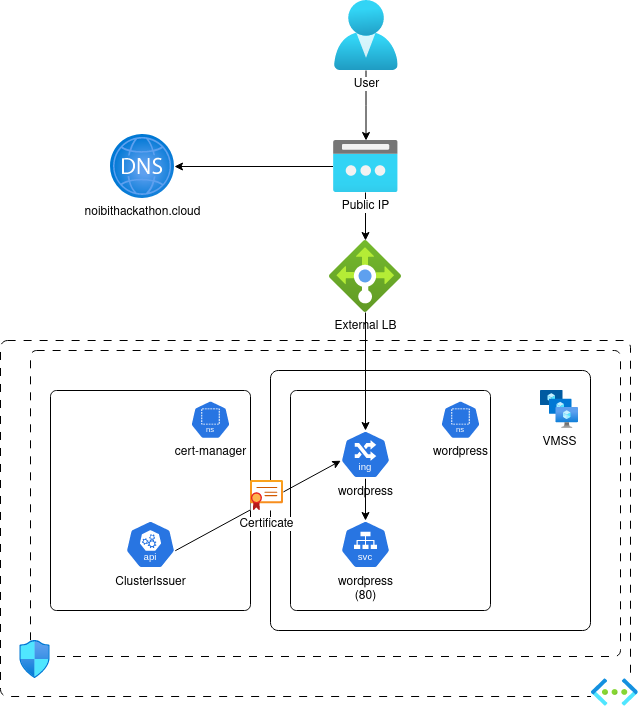 User
DNS
noibithackathon.cloud
Public IP
External LB
ns
cert-manager
ns
wordpress
VMSS
ing
wordpress
Certificate
api
ClusterIssuer
svc
wordpress
(80)